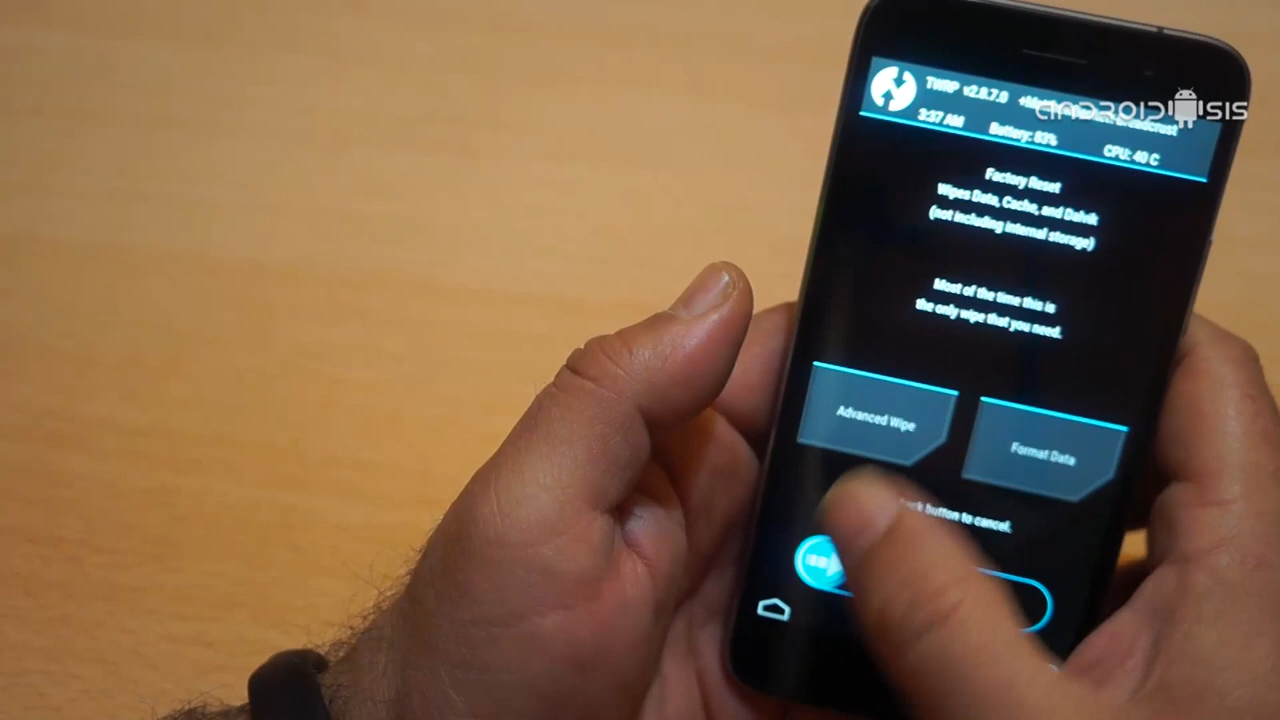 TWRP v2.8.7.0
ANDROIDSIS
3:37 AM Battery: 83% CPU: 40 C
Factory Reset
Wipes Data, Cache, and Dalvik
(not including internal storage)
Most of the time this is
the only wipe that you need.
Advanced Wipe Format Data
button to cancel.